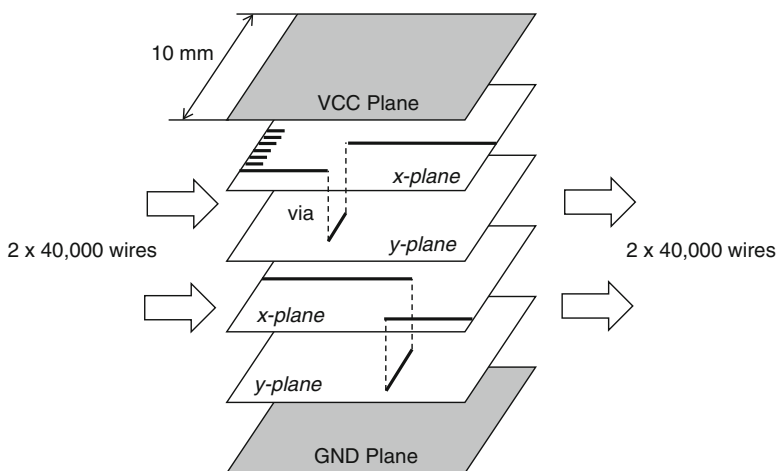 10 mm
VCC Plane
x-plane
via
y-plane
2 x 40,000 wires
2 x 40,000 wires
x-plane
y-plane
GND Plane